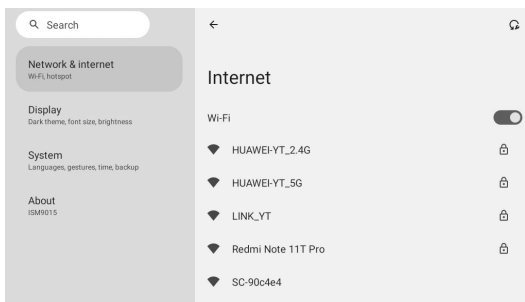 Search
Network & internet
Wi-Fi, hotspot
Display
Dark theme, font size, brightness
System
Languages, gestures, time, backup
About
ISM9015
Internet
Wi-Fi
HUAWEI-YT_2.4G
HUAWEI-YT_5G
LINK_YT
Redmi Note 11T Pro
SC-90c4e4